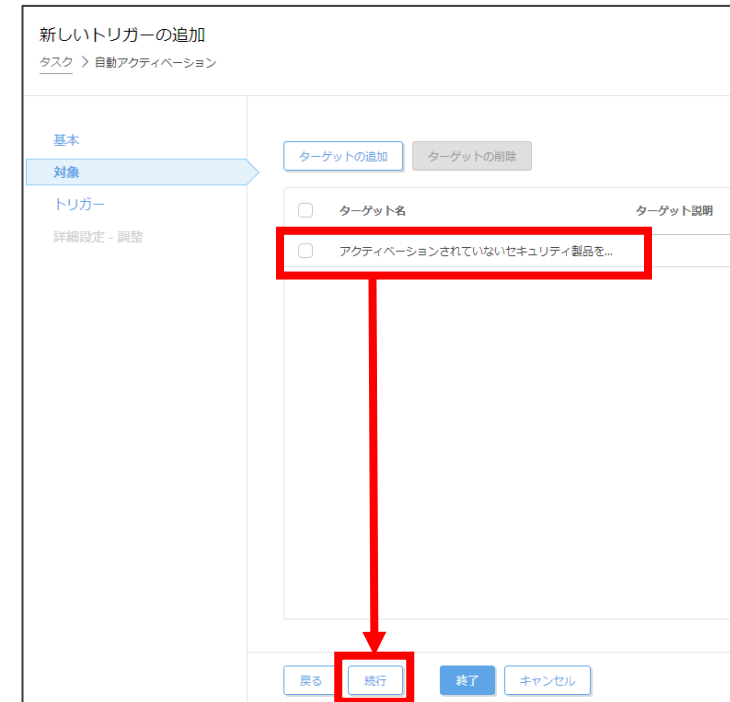 新しいトリガーの追加
タスク > 自動アクティベーション
基本
対象
トリガー
詳細設定 - 調整
ターゲットの追加 ターゲットの削除
ターゲット名 ターゲット説明
アクティベーションされていないセキュリティ製品を...
戻る 続行 終了 キャンセル